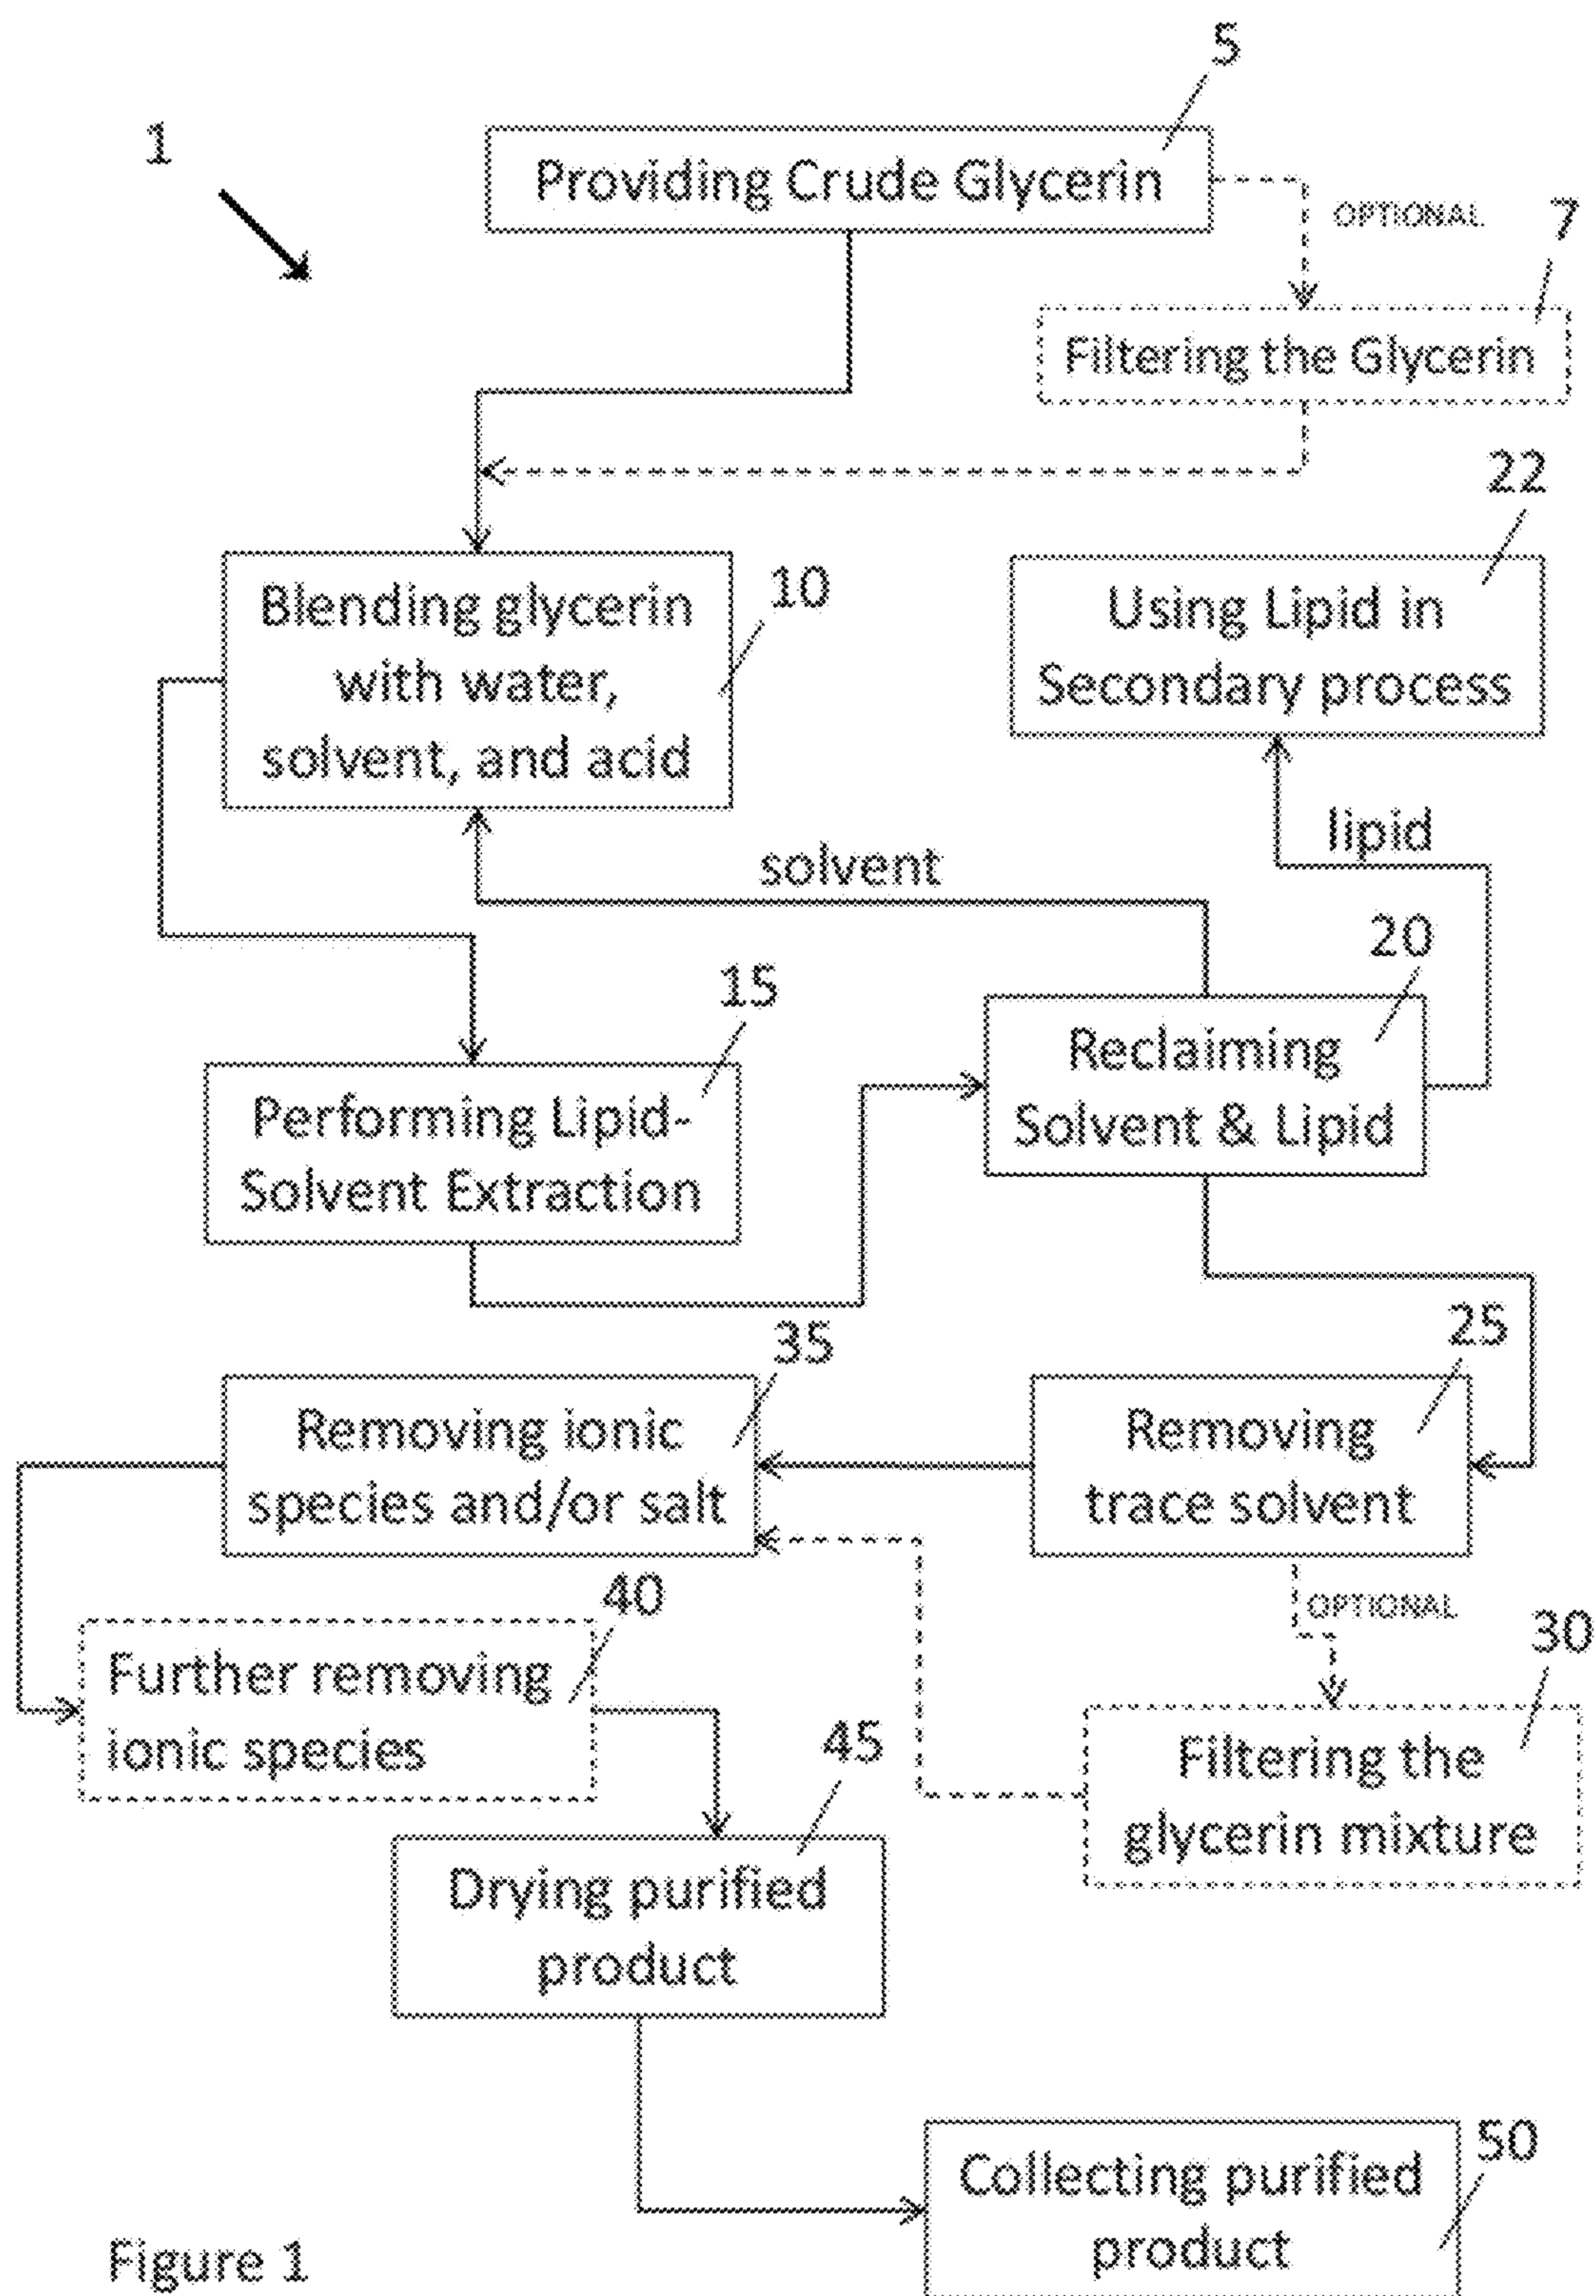 5
1
Providing Crude Glycerin
OPTIONAL
7
Filtering the Glycerin
22
Blending glycerin
with water,
solvent, and acid
10
Using Lipid in
Secondary process
lipid
solvent
20
15
Reclaiming
Solvent & Lipid
Performing Lipid-
Solvent Extraction
35
25
Removing ionic
species and/or salt
Removing
trace solvent
40
OPTIONAL
30
Further removing
ionic species
45
Filtering the
glycerin mixture
Drying purified
product
50
Collecting purified
product
Figure 1